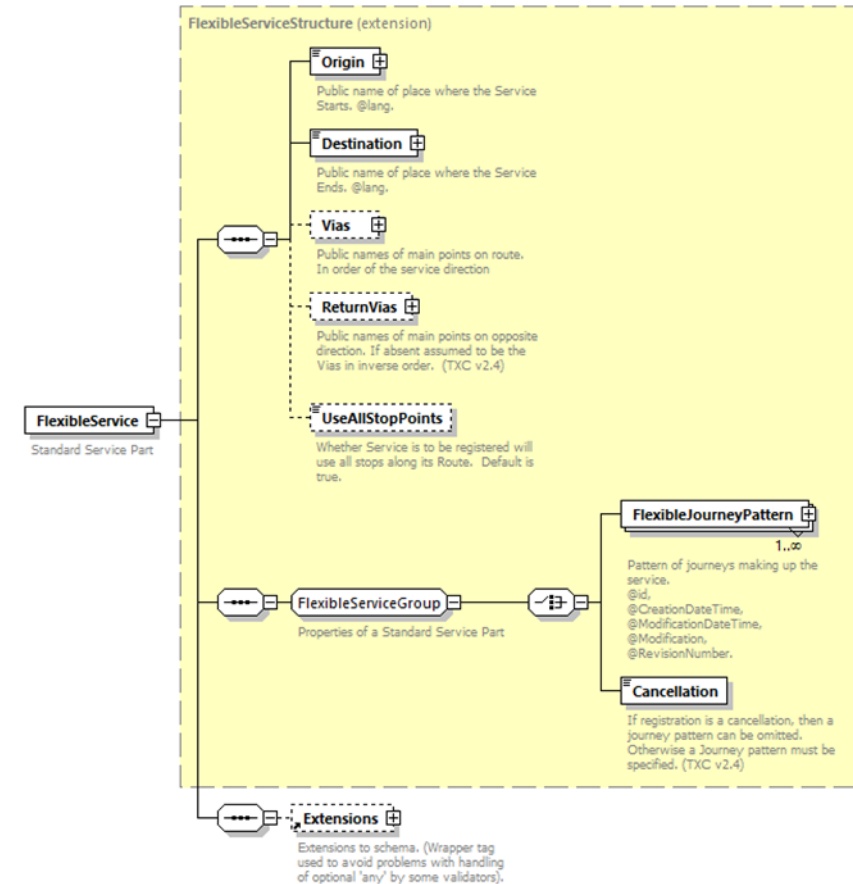 FlexibleServiceStructure (extension)
Origin
Public name of place where the Service
Starts. @lang.
Destination
Public name of place where the Service
Ends. @lang.
Vias
Public names of main points on route.
In order of the service direction
ReturnVias
Public names of main points on opposite
direction. If absent assumed to be the
Vias in inverse order. (TXC v2.4)
UseAllStopPoints
Whether Service is to be registered will
use all stops along its Route. Default is
true.
FlexibleService
Standard Service Part
FlexibleServiceGroup
Properties of a Standard Service Part
FlexibleJourneyPattern
1..∞
Pattern of journeys making up the
service.
@id,
@CreationDateTime,
@ModificationDateTime,
@Modification,
@RevisionNumber.
Cancellation
If registration is a cancellation, then a
journey pattern can be omitted.
Otherwise a Journey pattern must be
specified. (TXC v2.4)
Extensions
Extensions to schema. (Wrapper tag
used to avoid problems with handling
of optional 'any' by some validators).